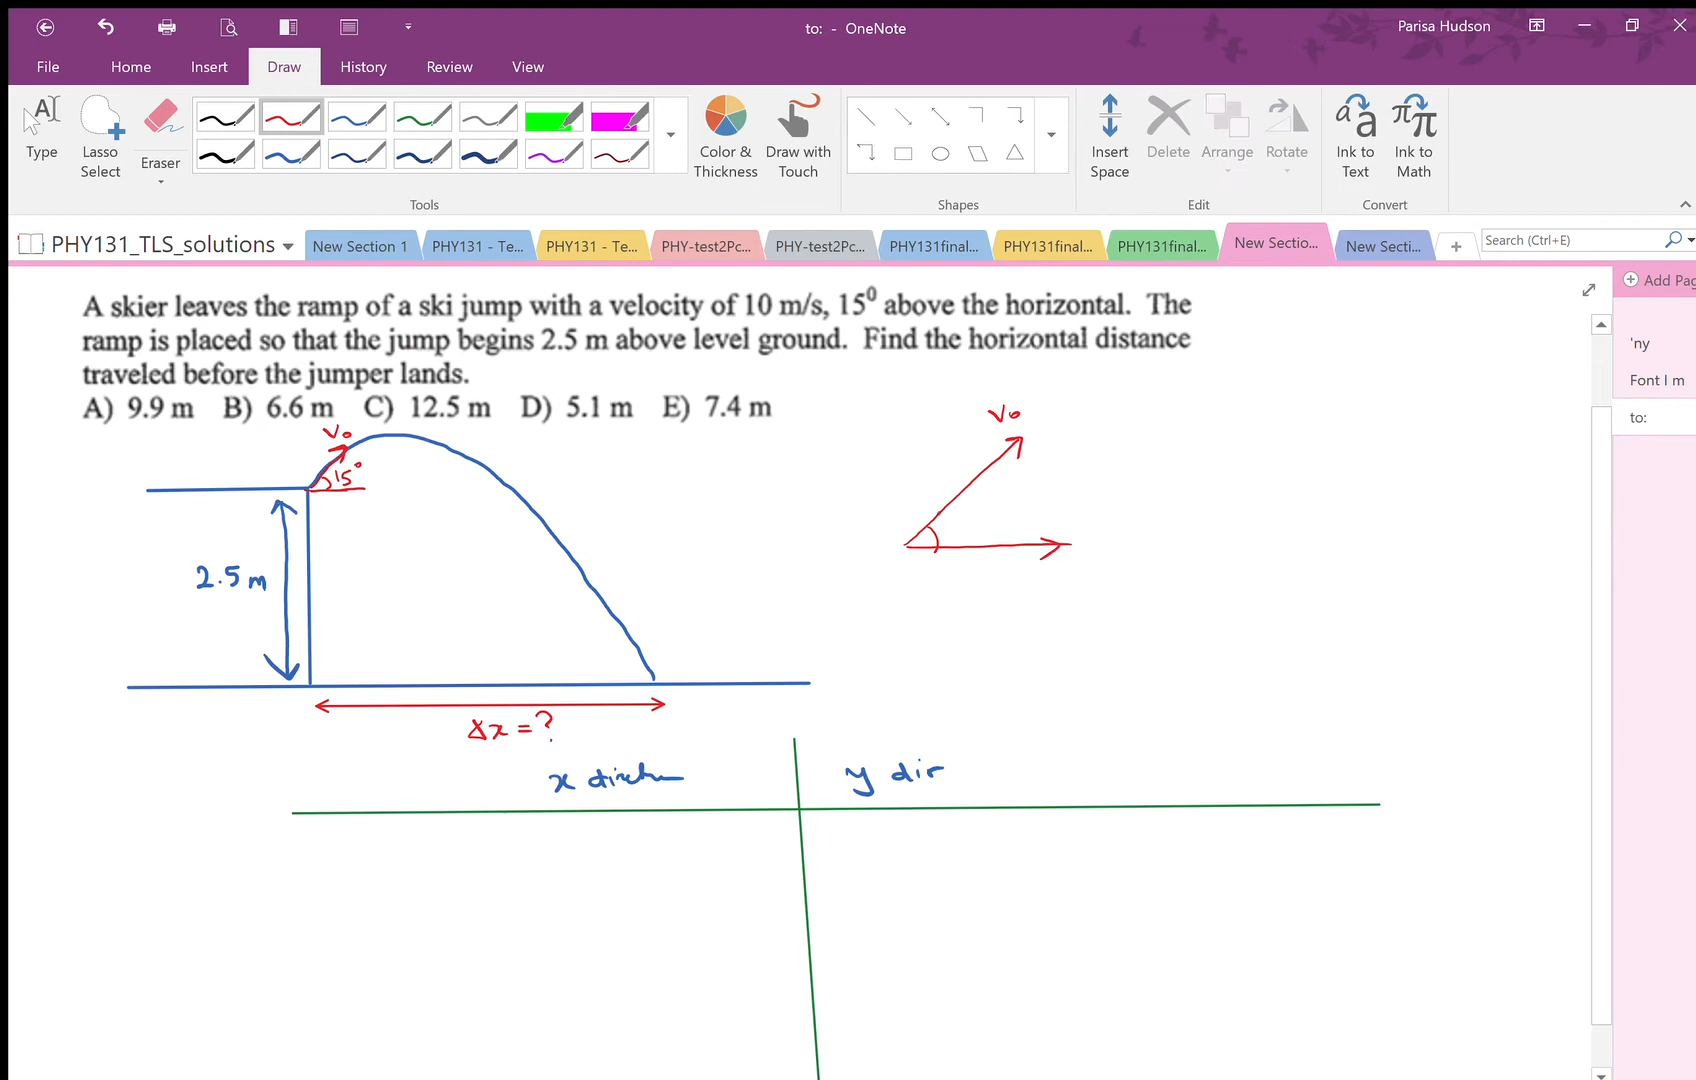 to: - OneNote
Parisa Hudson
File Home Insert Draw History Review View
Type
Lasso Select
Eraser
Color & Thickness
Draw with Touch
Insert Space
Delete
Arrange
Rotate
Ink to Text
Ink to Math
Tools
Shapes
Edit
Convert
PHY131_TLS_solutions
New Section 1
PHY131 - Te...
PHY131 - Te...
PHY-test2Pc...
PHY-test2Pc...
PHY131final...
PHY131final...
PHY131final...
New Sectio...
New Secti...
Search (Ctrl+E)
Add Pag
'ny
Font I m
to:
A skier leaves the ramp of a ski jump with a velocity of 10 m/s, 15⁰ above the horizontal. The
ramp is placed so that the jump begins 2.5 m above level ground. Find the horizontal distance
traveled before the jumper lands.
A) 9.9 m B) 6.6 m C) 12.5 m D) 5.1 m E) 7.4 m
V₀
15°
V₀
2.5 m
Δx = ?
x direction
y dir